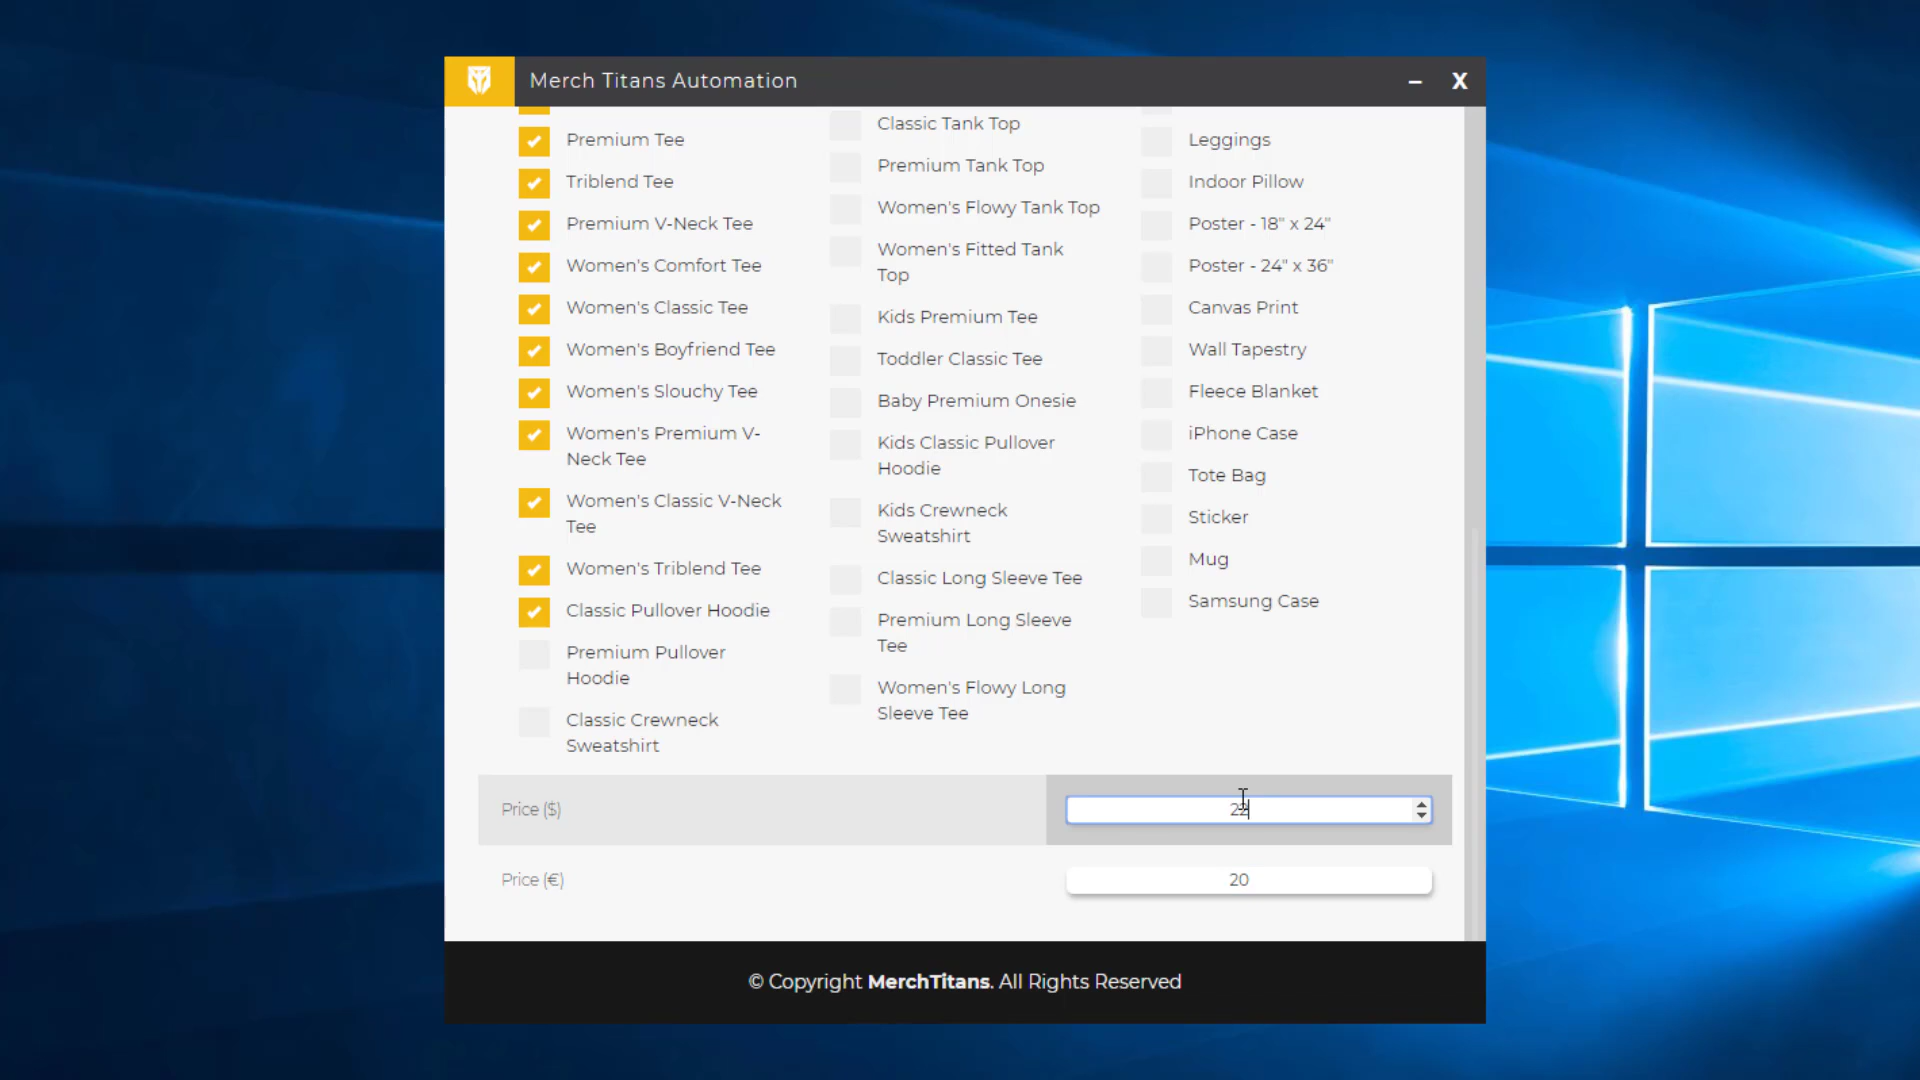 Merch Titans Automation
X
Premium Tee
Triblend Tee
Premium V-Neck Tee
Women's Comfort Tee
Women's Classic Tee
Women's Boyfriend Tee
Women's Slouchy Tee
Women's Premium V-
Neck Tee
Women's Classic V-Neck
Tee
Women's Triblend Tee
Classic Pullover Hoodie
Premium Pullover
Hoodie
Classic Crewneck
Sweatshirt
Classic Tank Top
Premium Tank Top
Women's Flowy Tank Top
Women's Fitted Tank
Top
Kids Premium Tee
Toddler Classic Tee
Baby Premium Onesie
Kids Classic Pullover
Hoodie
Kids Crewneck
Sweatshirt
Classic Long Sleeve Tee
Premium Long Sleeve
Tee
Women's Flowy Long
Sleeve Tee
Leggings
Indoor Pillow
Poster - 18" x 24"
Poster - 24" x 36"
Canvas Print
Wall Tapestry
Fleece Blanket
iPhone Case
Tote Bag
Sticker
Mug
Samsung Case
Price ($)
22
Price (€)
20
© Copyright MerchTitans. All Rights Reserved